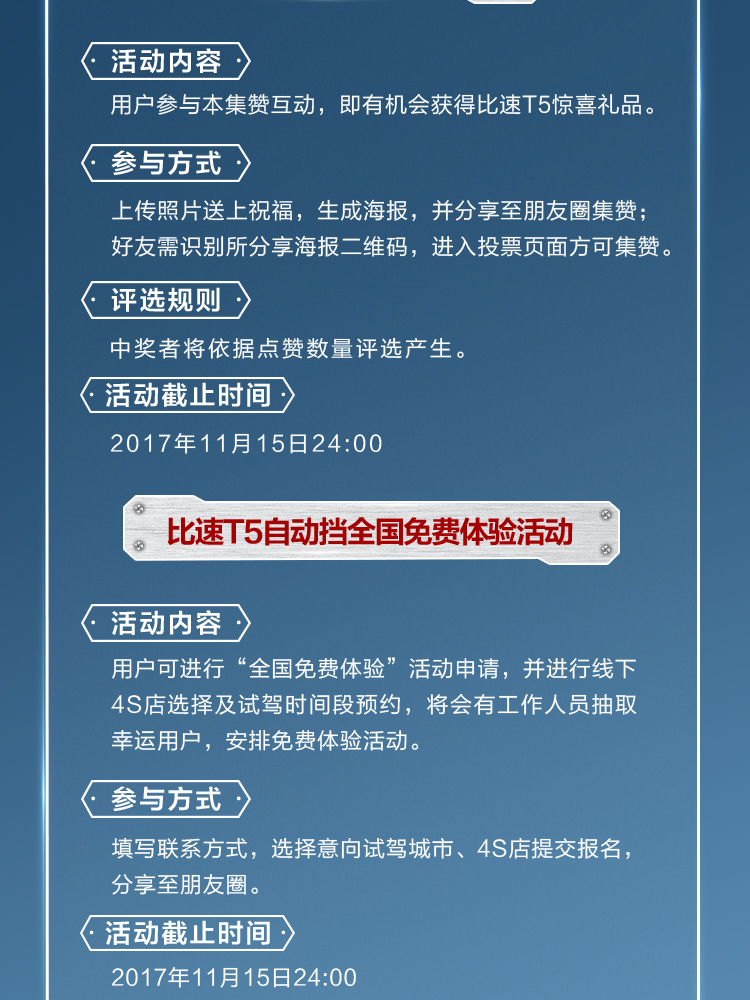 活动内容
用户参与本集赞互动，即有机会获得比速T5惊喜礼品。
参与方式
上传照片送上祝福，生成海报，并分享至朋友圈集赞；
好友需识别所分享海报二维码，进入投票页面方可集赞。
评选规则
中奖者将依据点赞数量评选产生。
活动截止时间
2017年11月15日24:00
比速T5自动挡全国免费体验活动
活动内容
用户可进行“全国免费体验”活动申请，并进行线下
4S店选择及试驾时间段预约，将会有工作人员抽取
幸运用户，安排免费体验活动。
参与方式
填写联系方式，选择意向试驾城市、4S店提交报名，
分享至朋友圈。
活动截止时间
2017年11月15日24:00